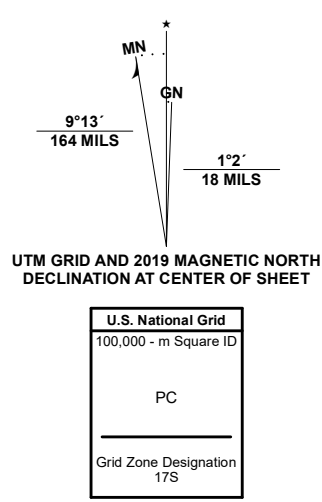 ★
MN
GN
9°13´
164 MILS
1°2´
18 MILS
UTM GRID AND 2019 MAGNETIC NORTH
DECLINATION AT CENTER OF SHEET
U.S. National Grid
100,000 - m Square ID
PC
Grid Zone Designation
17S